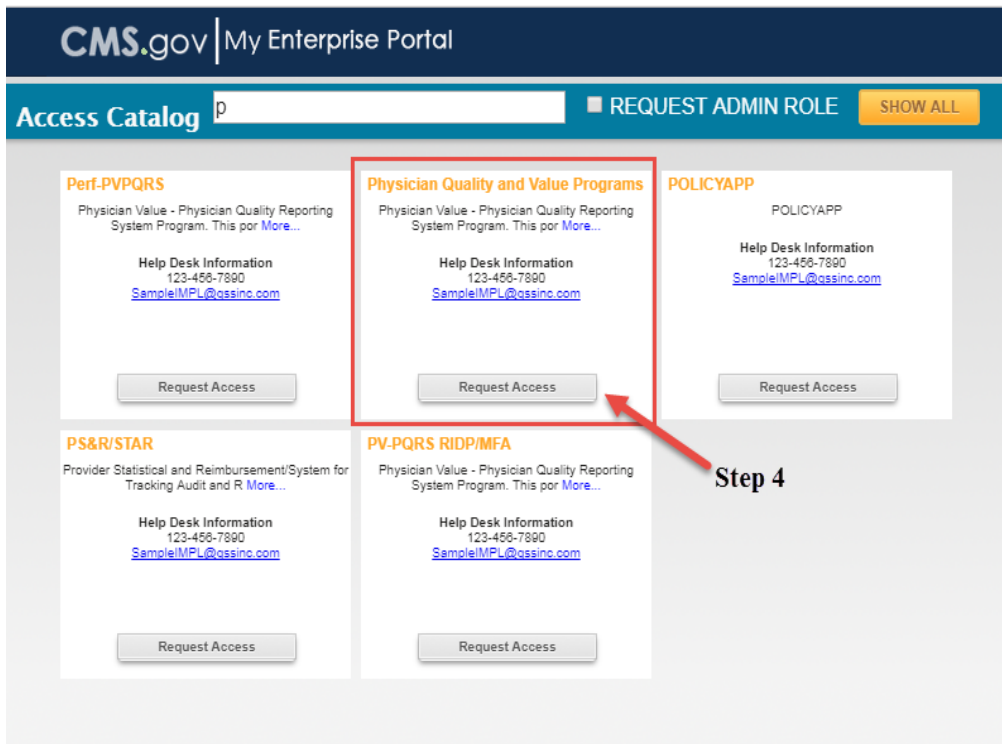 CMS.gov My Enterprise Portal
Access Catalog p REQUEST ADMIN ROLE SHOW ALL
Perf-PVPQRS
Physician Value - Physician Quality Reporting
System Program. This por More...
Help Desk Information
123-456-7890
SampleIMPL@qssinc.com
Request Access
Physician Quality and Value Programs
Physician Value - Physician Quality Reporting
System Program. This por More...
Help Desk Information
123-456-7890
SampleIMPL@qssinc.com
Request Access
POLICYAPP
POLICYAPP
Help Desk Information
123-456-7890
SampleIMPL@qssinc.com
Request Access
PS&R/STAR
Provider Statistical and Reimbursement/System for
Tracking Audit and R More...
Help Desk Information
123-456-7890
SampleIMPL@qssinc.com
Request Access
PV-PQRS RIDP/MFA
Physician Value - Physician Quality Reporting
System Program. This por More...
Help Desk Information
123-456-7890
SampleIMPL@qssinc.com
Request Access
Step 4